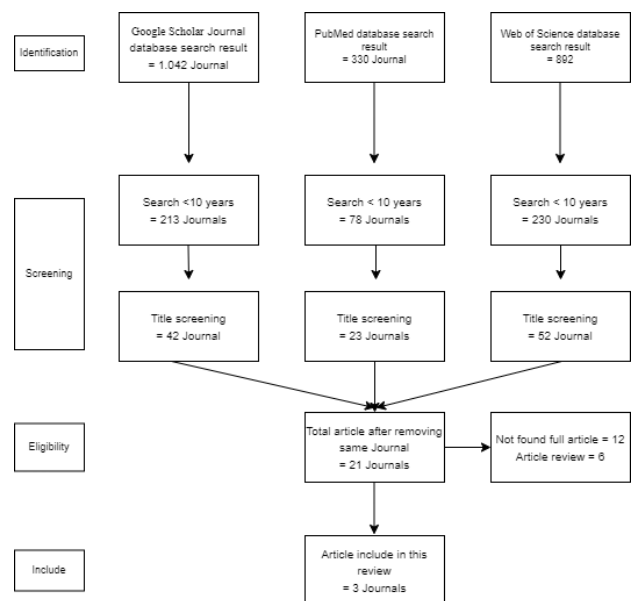 Identification
Google Scholar Journal
database search result
= 1.042 Journal
PubMed database search
result
= 330 Journal
Web of Science database
search result
= 892
Screening
Search <10 years
= 213 Journals
Search < 10 years
= 78 Journals
Search < 10 years
= 230 Journals
Title screening
= 42 Journal
Title screening
= 23 Journals
Title screening
= 52 Journal
Eligibility
Total article after removing
same Journal
= 21 Journals
Not found full article = 12
Article review = 6
Include
Article include in this
review
= 3 Journals